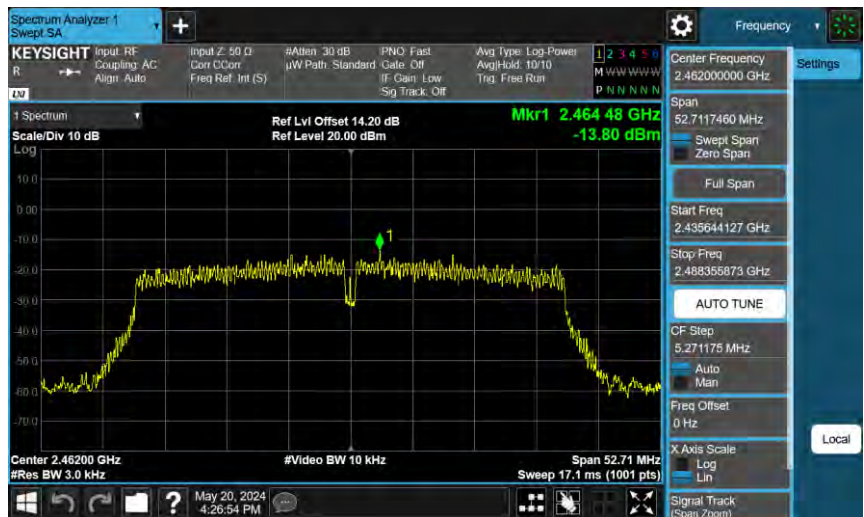 Spectrum Analyzer 1
Swept SA
+
Frequency
KEYSIGHT
R
Input: RF
Coupling: AC
Align: Auto
Input Z: 50 Ω
Corr CCorr
Freq Ref: Int (S)
#Atten: 30 dB
µW Path: Standard
PNO: Fast
Gate: Off
IF Gain: Low
Sig Track: Off
Avg Type: Log-Power
Avg|Hold: 10/10
Trig: Free Run
1 2 3 4 5 6
M W W W W W
P N N N N N
LXI
1 Spectrum
Scale/Div 10 dB
Log
Ref Lvl Offset 14.20 dB
Ref Level 20.00 dBm
Mkr1 2.464 48 GHz
-13.80 dBm
10.0
0.00
-10.0
-20.0
-30.0
-40.0
-50.0
-60.0
-70.0
1
Center 2.46200 GHz
#Res BW 3.0 kHz
#Video BW 10 kHz
Span 52.71 MHz
Sweep 17.1 ms (1001 pts)
?
May 20, 2024
4:26:54 PM
Center Frequency
2.462000000 GHz
Settings
Span
52.7117460 MHz
Swept Span
Zero Span
Full Span
Start Freq
2.435644127 GHz
Stop Freq
2.488355873 GHz
AUTO TUNE
CF Step
5.271175 MHz
Auto
Man
Freq Offset
0 Hz
X Axis Scale
Log
Lin
Local
Signal Track
(Span Zoom)